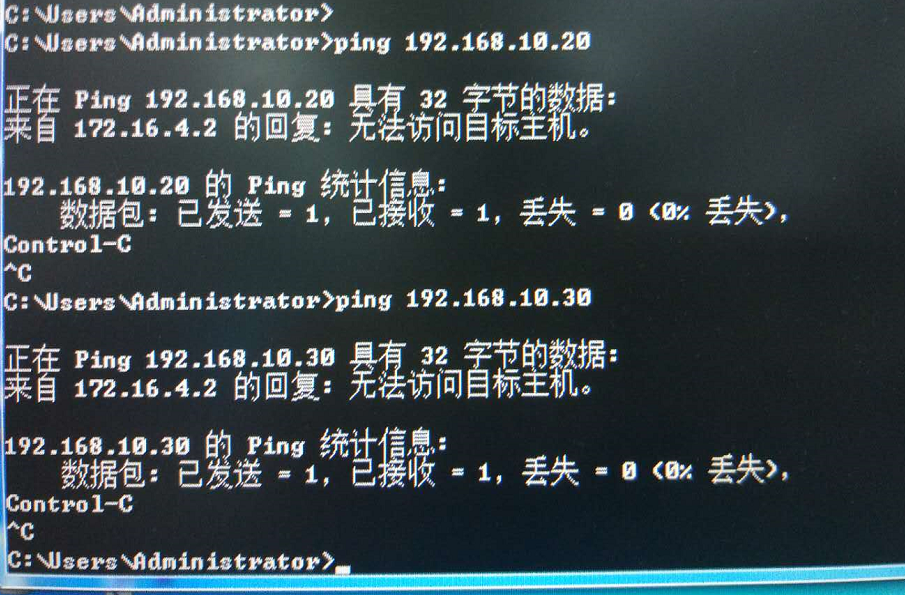 C:\Users\Administrator>
C:\Users\Administrator>ping 192.168.10.20
正在 Ping 192.168.10.20 具有 32 字节的数据:
来自 172.16.4.2 的回复: 无法访问目标主机。
192.168.10.20 的 Ping 统计信息:
数据包: 已发送 = 1, 已接收 = 1, 丢失 = 0 (0% 丢失),
Control-C
^C
C:\Users\Administrator>ping 192.168.10.30
正在 Ping 192.168.10.30 具有 32 字节的数据:
来自 172.16.4.2 的回复: 无法访问目标主机。
192.168.10.30 的 Ping 统计信息:
数据包: 已发送 = 1, 已接收 = 1, 丢失 = 0 (0% 丢失),
Control-C
^C
C:\Users\Administrator>_